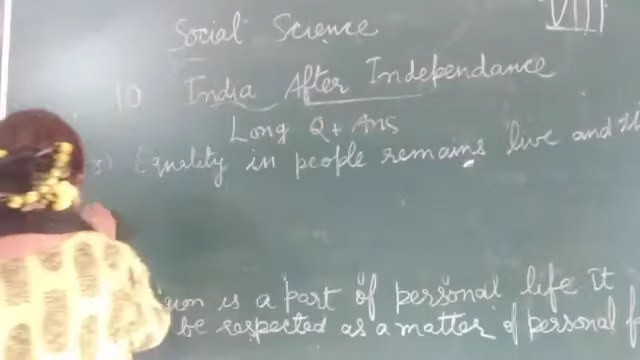 VIII
Social Science
10 India After Independance
Long Q + Ans
3) Equality in people remains live and
is a part of personal life It
be respected as a matter of personal